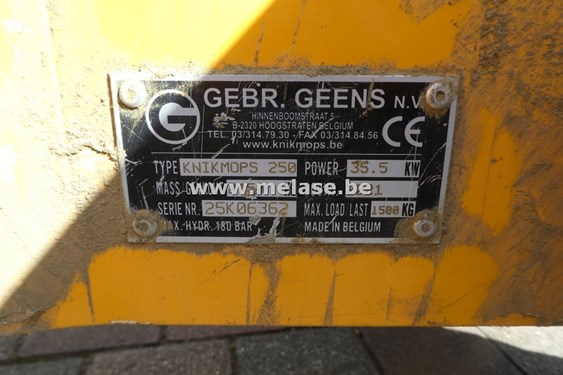 G GEBR. GEENS N.V
HINNENBOOMSTRAAT 5
B-2320 HOOGSTRATEN BELGIUM
TEL. 03/314.79.30 - FAX 03/314.84.56
www.knikmops.be
CE
TYPE KNIKMOPS 250 POWER 35.5 KW
MASS
www.melase.be
SERIE NR. 25K06362 MAX. LOAD LAST 1500 KG
MAX. HYDR. 180 BAR MADE IN BELGIUM